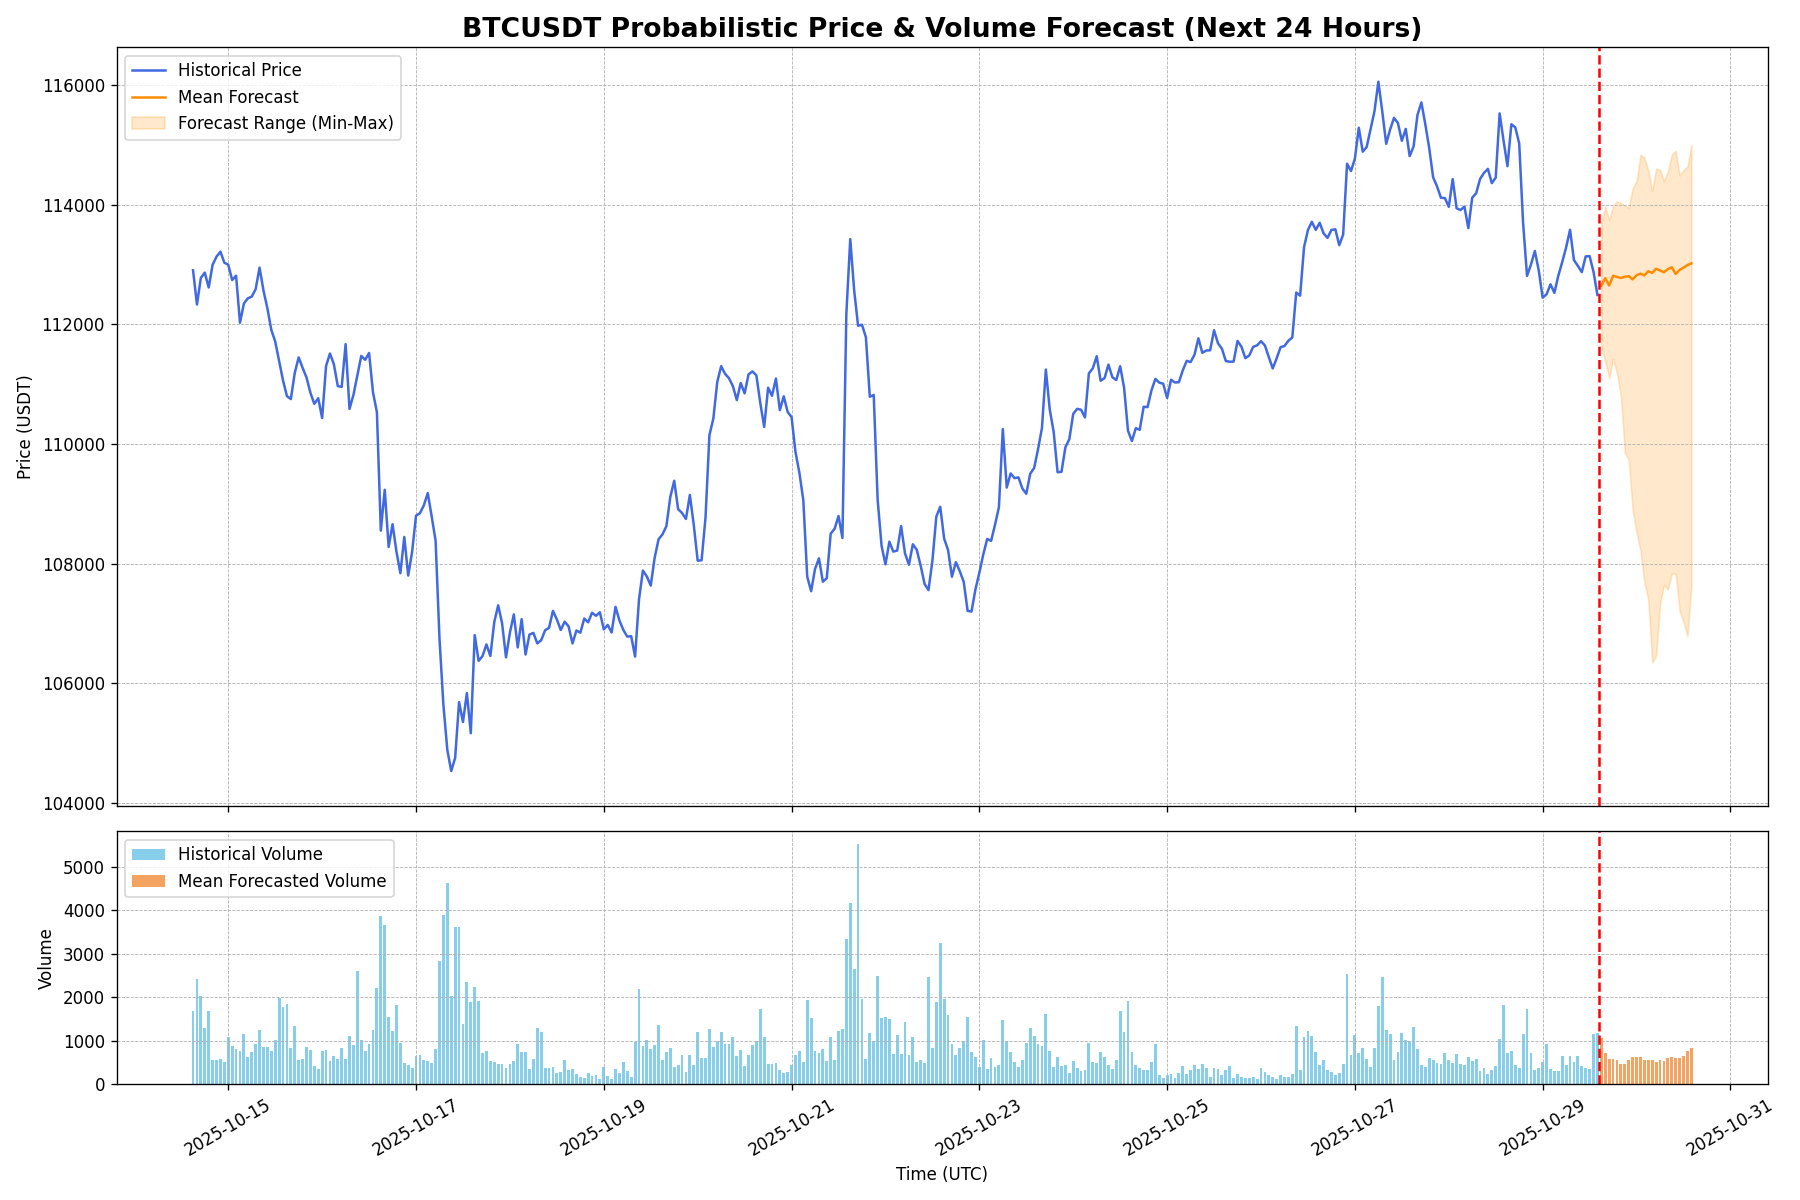 BTCUSDT Probabilistic Price & Volume Forecast (Next 24 Hours)
Historical Price
Mean Forecast
Forecast Range (Min-Max)
116000
114000
112000
110000
108000
106000
104000
Price (USDT)
Historical Volume
Mean Forecasted Volume
5000
4000
3000
2000
1000
0
Volume
2025-10-15
2025-10-17
2025-10-19
2025-10-21
2025-10-23
2025-10-25
2025-10-27
2025-10-29
2025-10-31
Time (UTC)